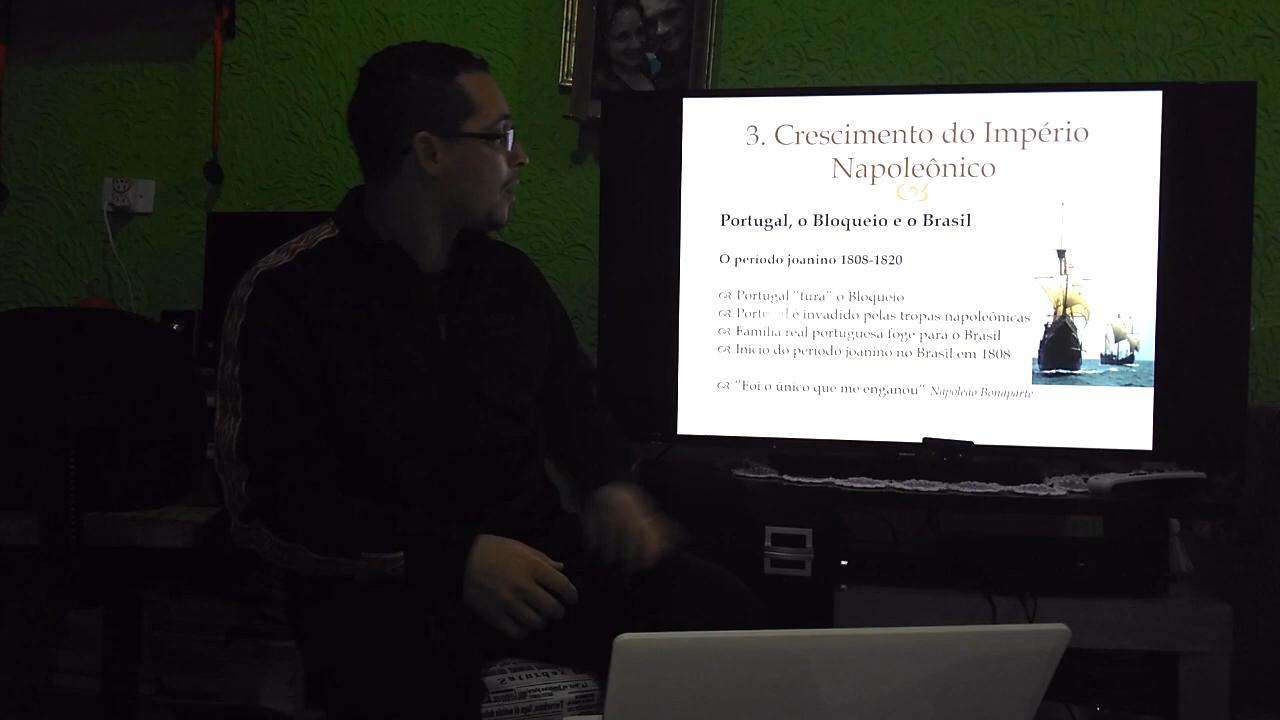 3. Crescimento do Império
Napoleônico
Portugal, o Bloqueio e o Brasil
O período joanino 1808-1820
Portugal "fura" o Bloqueio
Portugal é invadido pelas tropas napoleônicas
Família real portuguesa foge para o Brasil
Início do período joanino no Brasil em 1808
"Foi o único que me enganou" Napoleão Bonaparte